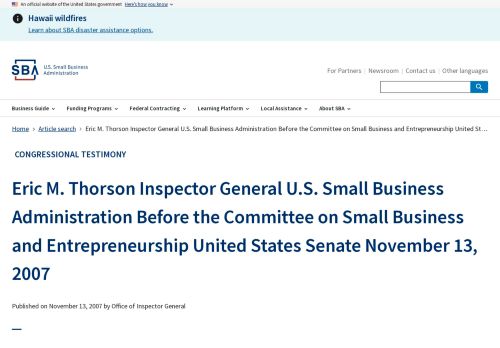 An official website of the United States government Here's how you know
Hawaii wildfires
Learn about SBA disaster assistance options.
SBA U.S. Small Business
Administration
For Partners Newsroom Contact us Other languages
Business Guide Funding Programs Federal Contracting Learning Platform Local Assistance About SBA
Home > Article search > Eric M. Thorson Inspector General U.S. Small Business Administration Before the Committee on Small Business and Entrepreneurship United St...
CONGRESSIONAL TESTIMONY
Eric M. Thorson Inspector General U.S. Small Business
Administration Before the Committee on Small Business
and Entrepreneurship United States Senate November 13,
2007
Published on November 13, 2007 by Office of Inspector General